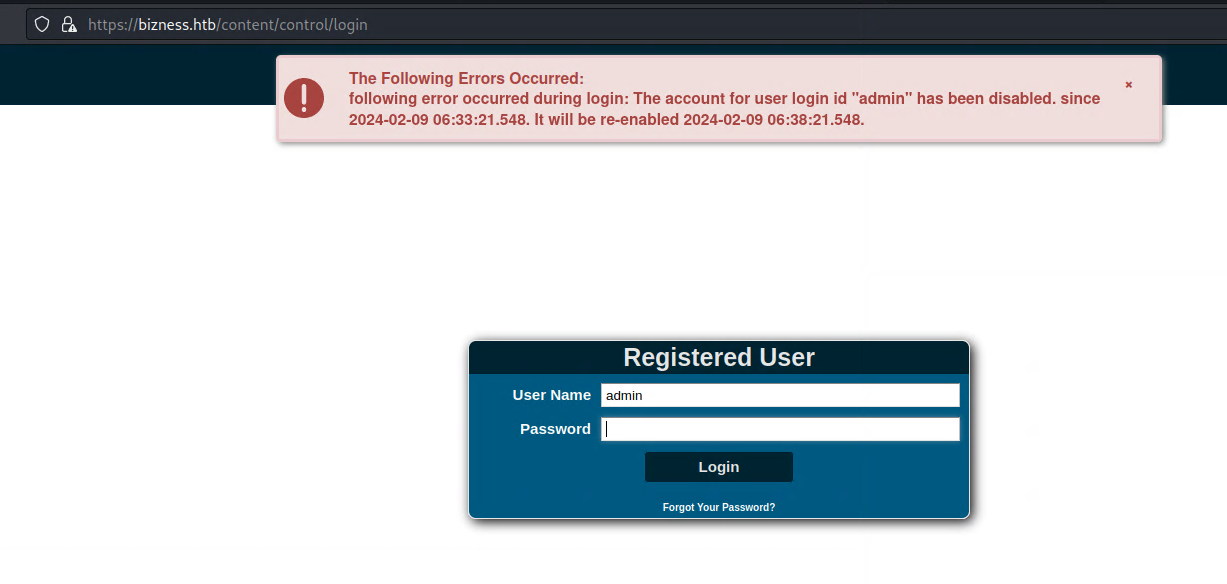 https://bizness.htb/content/control/login
The Following Errors Occurred:
following error occurred during login: The account for user login id "admin" has been disabled. since
2024-02-09 06:33:21.548. It will be re-enabled 2024-02-09 06:38:21.548.
×
Registered User
User Name admin
Password
Login
Forgot Your Password?